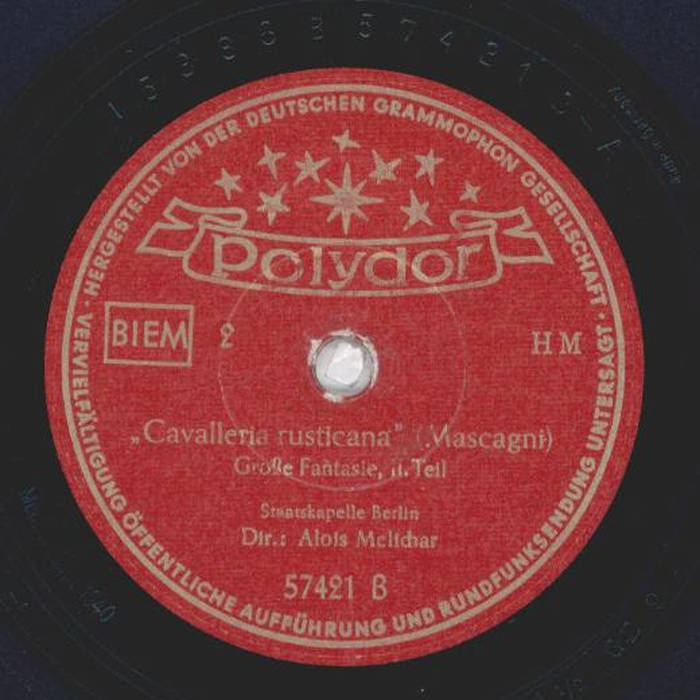 HERGESTELLT VON DER DEUTSCHEN GRAMMOPHON GESELLSCHAFT · VERVIELFÄLTIGUNG ÖFFENTLICHE AUFFÜHRUNG UND RUNDFUNKSENDUNG UNTERSAGT ·
Polydor
BIEM 2 HM
„Cavalleria rusticana" (Mascagni)
Große Fantasie, II. Teil
Staatskapelle Berlin
Dir.: Alois Melichar
57421 B